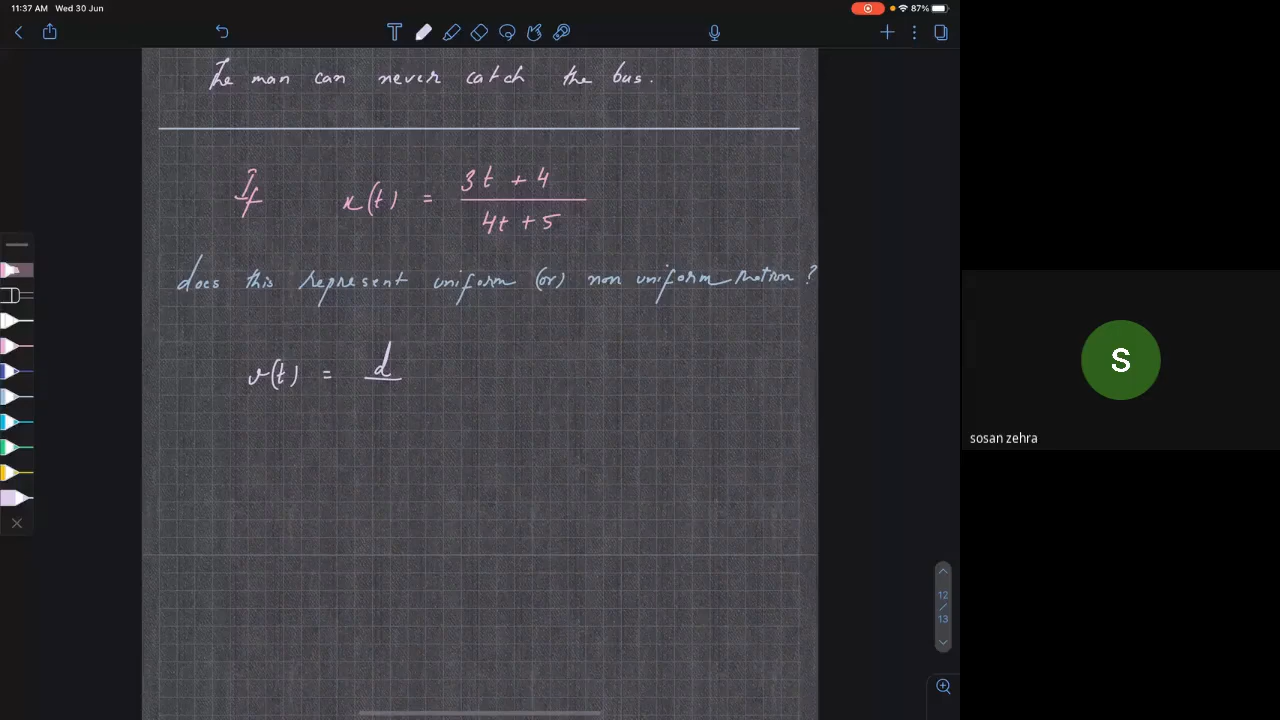 11:37 AM Wed 30 Jun
87%
The man can never catch the bus.
If x(t) = 3t + 4
4t + 5
does this represent uniform (or) non uniform motion ?
v(t) = d
12
/
13
S
sosan zehra